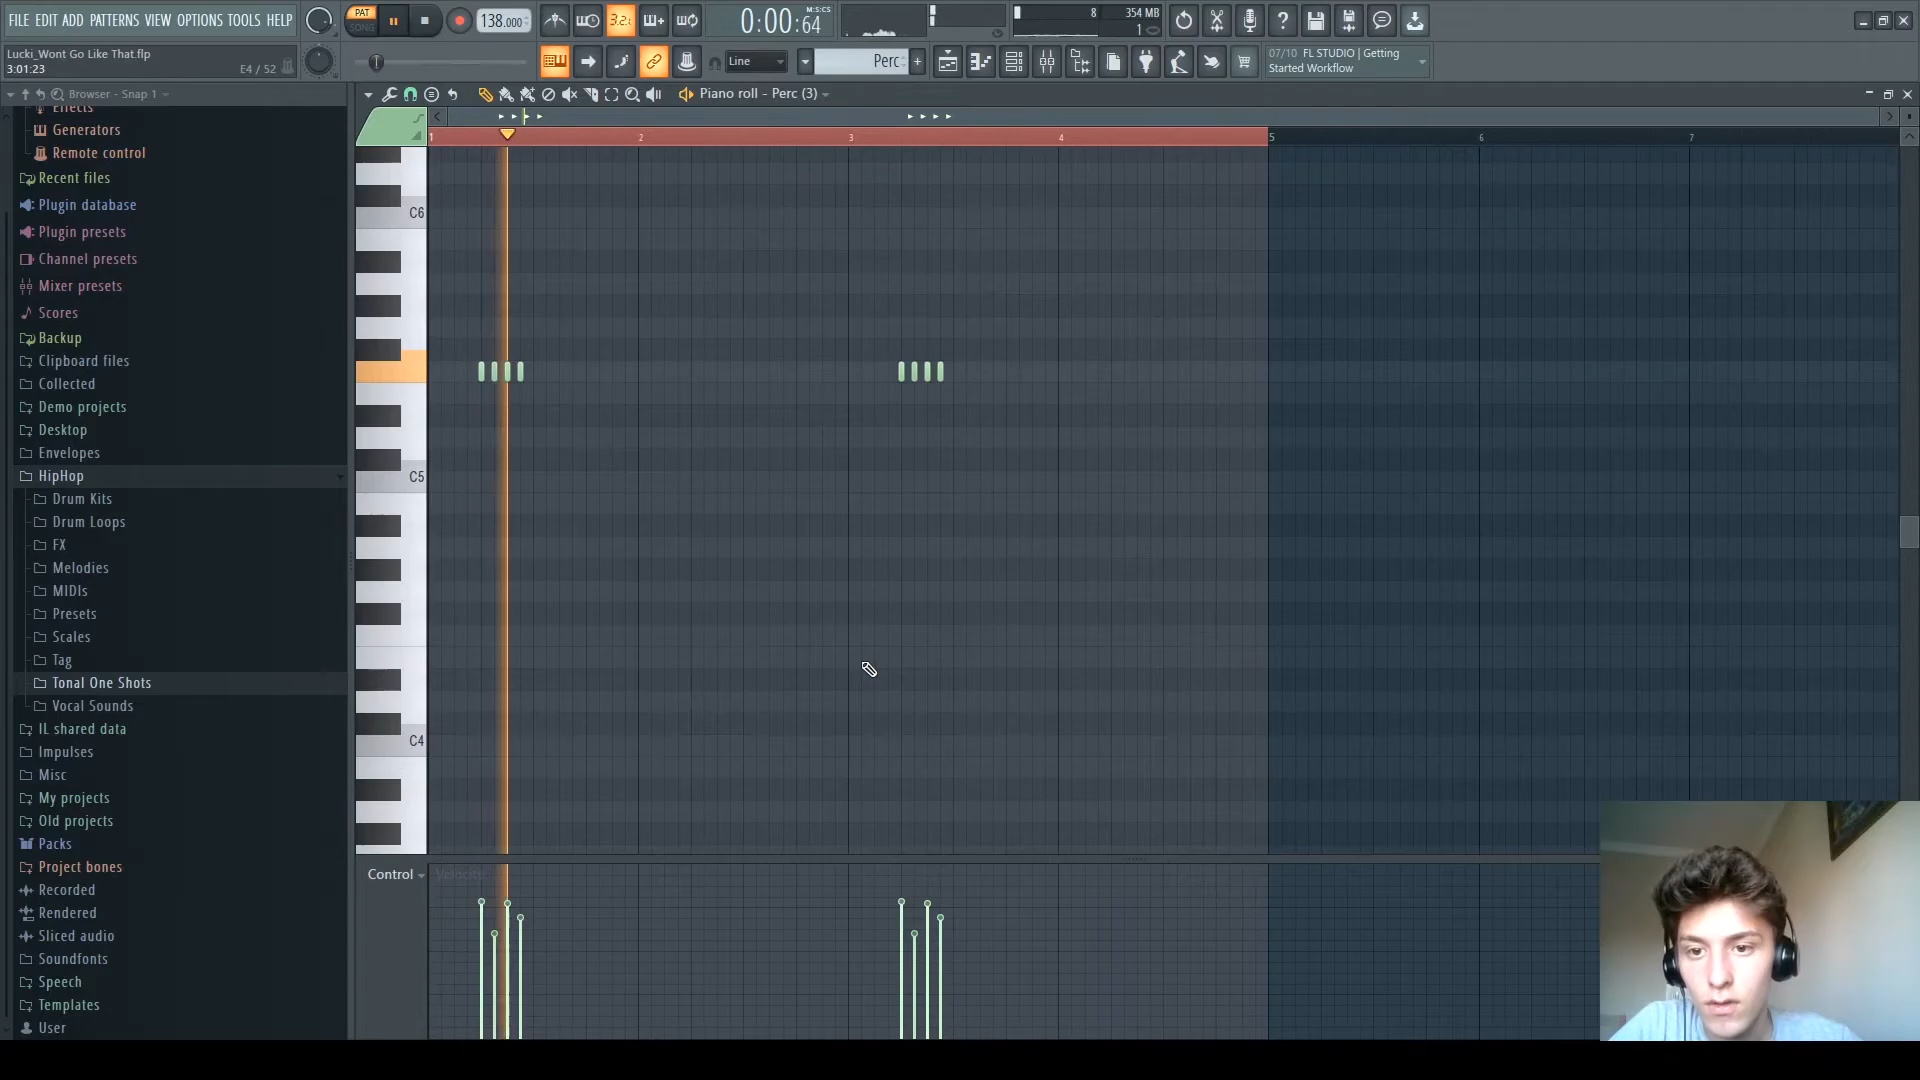 FILE EDIT ADD PATTERNS VIEW OPTIONS TOOLS HELP
PAT
SONG
138.000
3.2.
0:00:64
M:S:CS
8
354 MB
1
Lucki_Wont Go Like That.flp
3:01:23
E4 / 52
Line
Perc
07/10 FL STUDIO | Getting
Started Workflow
Browser - Snap 1
Piano roll - Perc (3)
Effects
Generators
Remote control
Recent files
Plugin database
Plugin presets
Channel presets
Mixer presets
Scores
Backup
Clipboard files
Collected
Demo projects
Desktop
Envelopes
HipHop
Drum Kits
Drum Loops
FX
Melodies
MIDIs
Presets
Scales
Tag
Tonal One Shots
Vocal Sounds
IL shared data
Impulses
Misc
My projects
Old projects
Packs
Project bones
Recorded
Rendered
Sliced audio
Soundfonts
Speech
Templates
User
1
2
3
4
5
6
7
C6
C5
C4
Control
Velocity